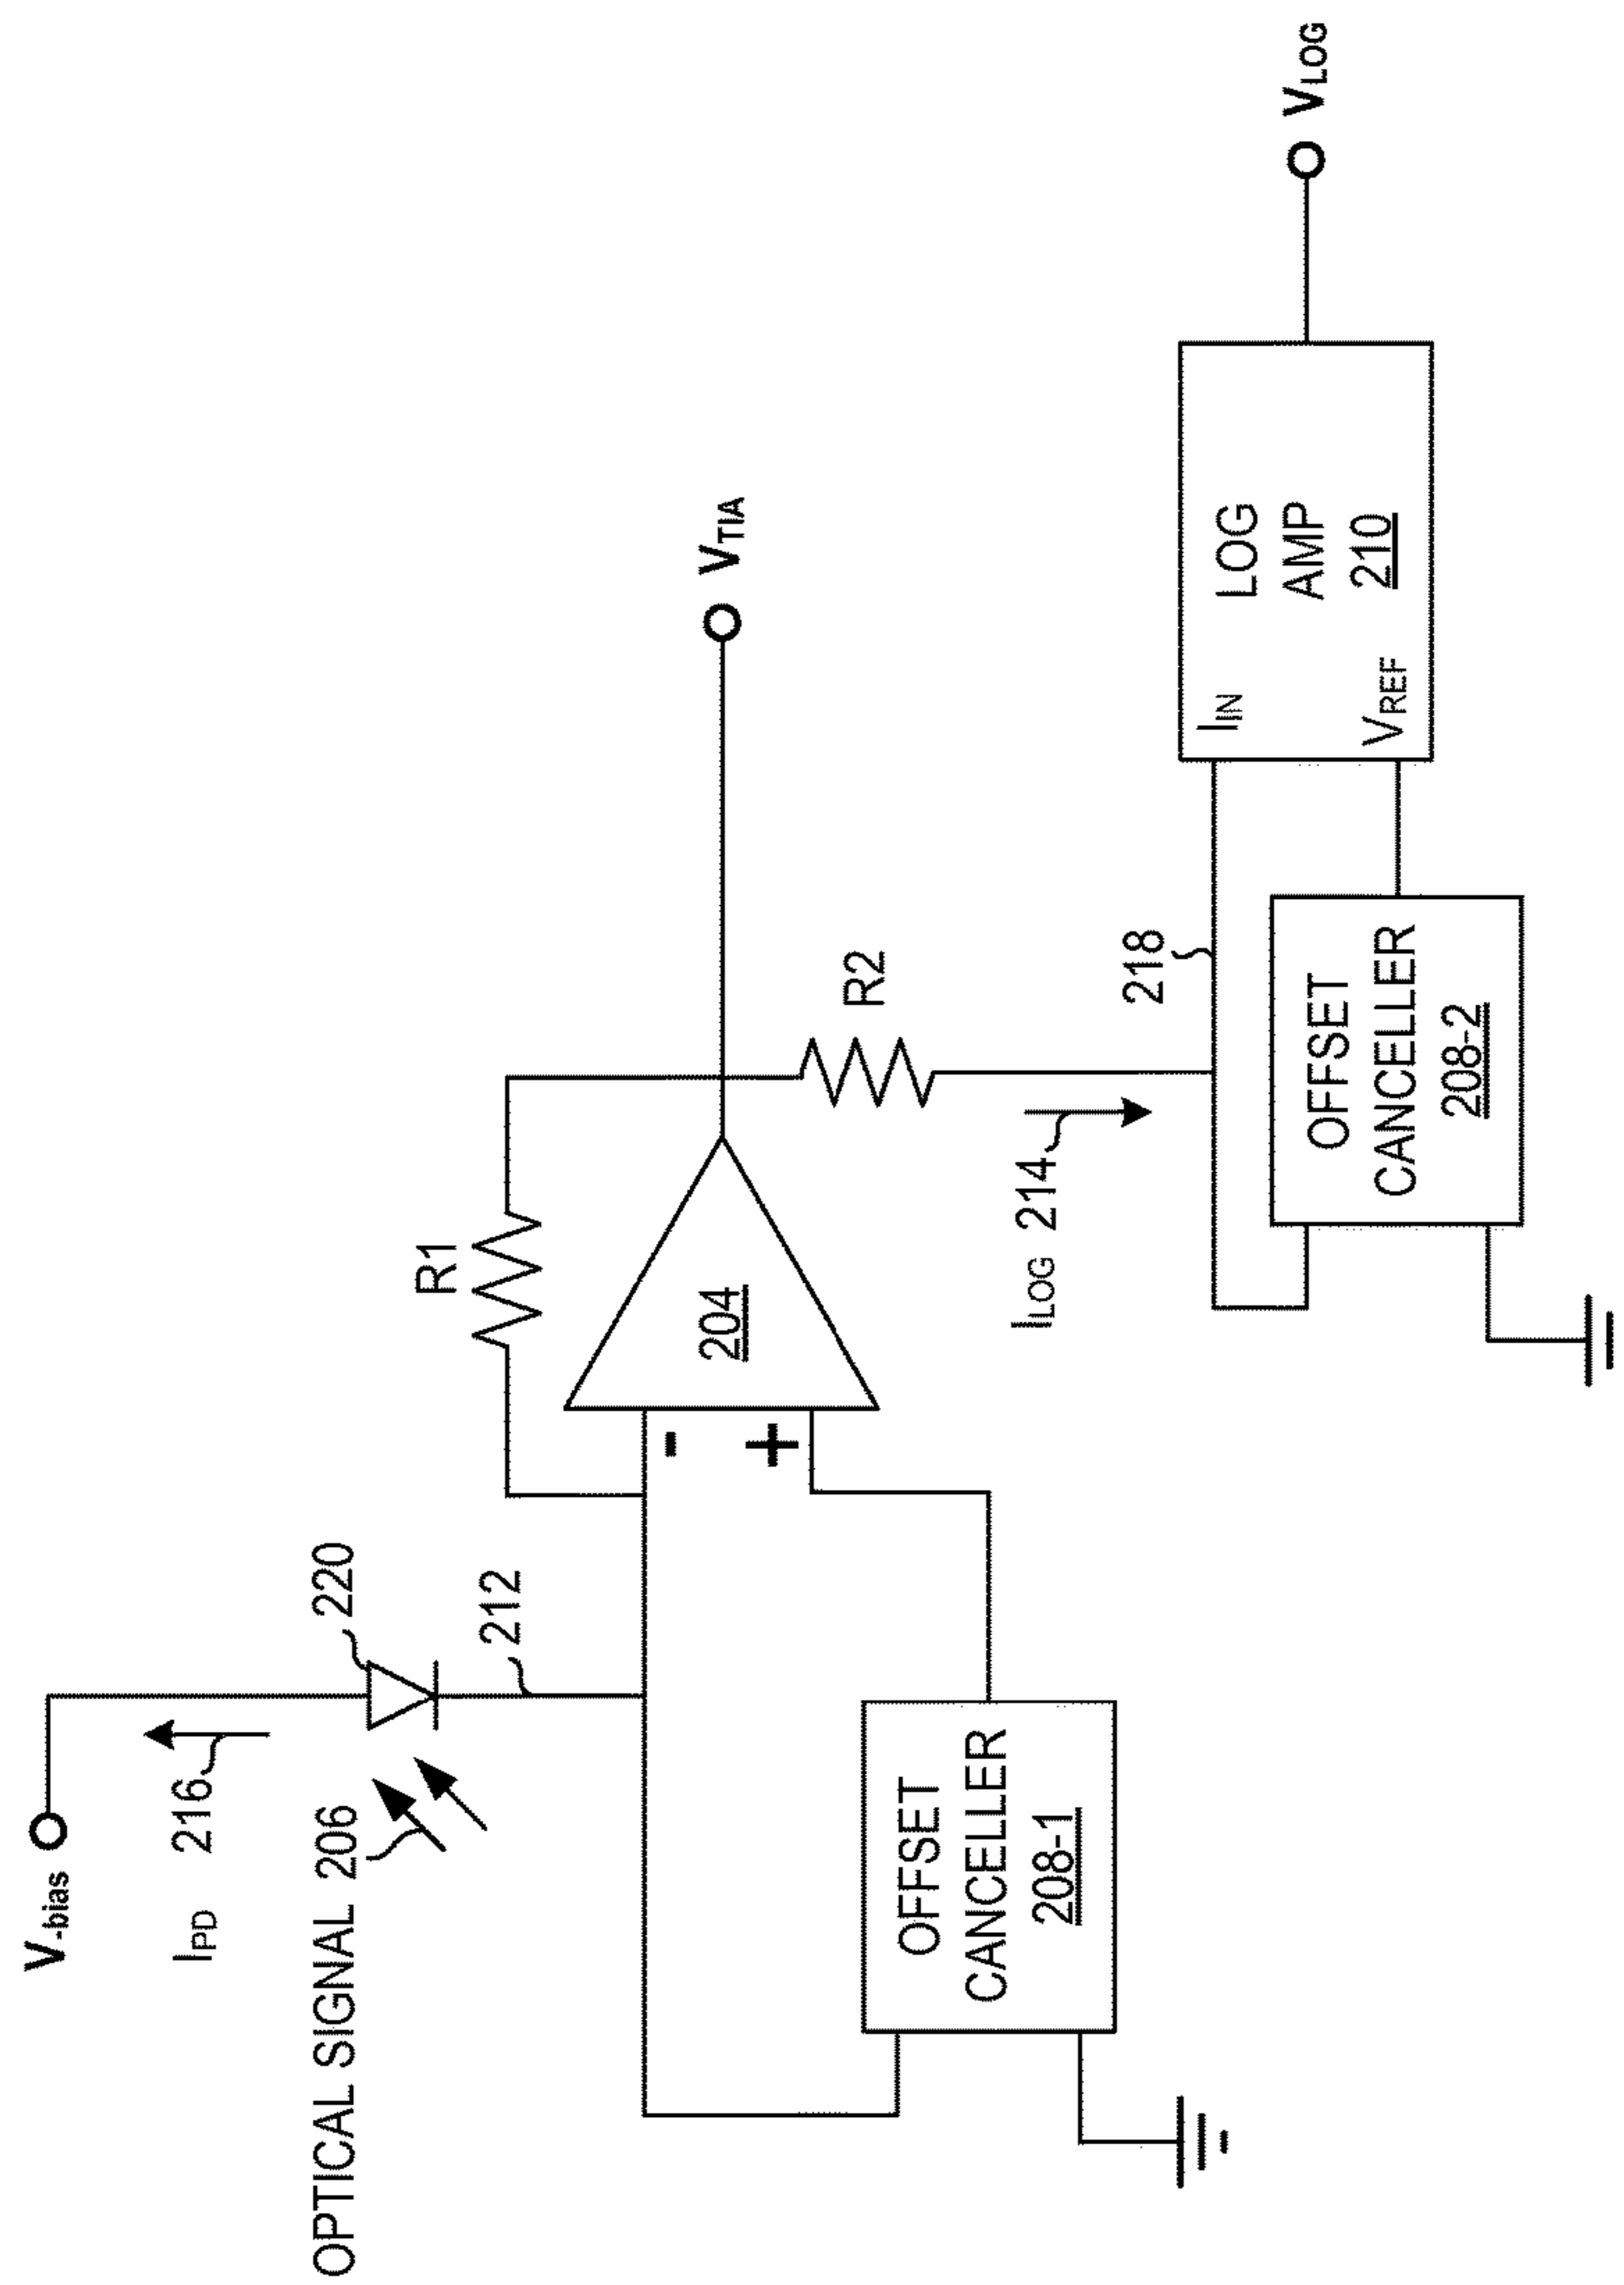 V-bias
IPD 216
OPTICAL SIGNAL 206
220
212
R1
-
+
204
VTIA
R2
ILOG 214
218
OFFSET
CANCELLER
208-1
OFFSET
CANCELLER
208-2
IIN
VREF
LOG
AMP
210
VLOG